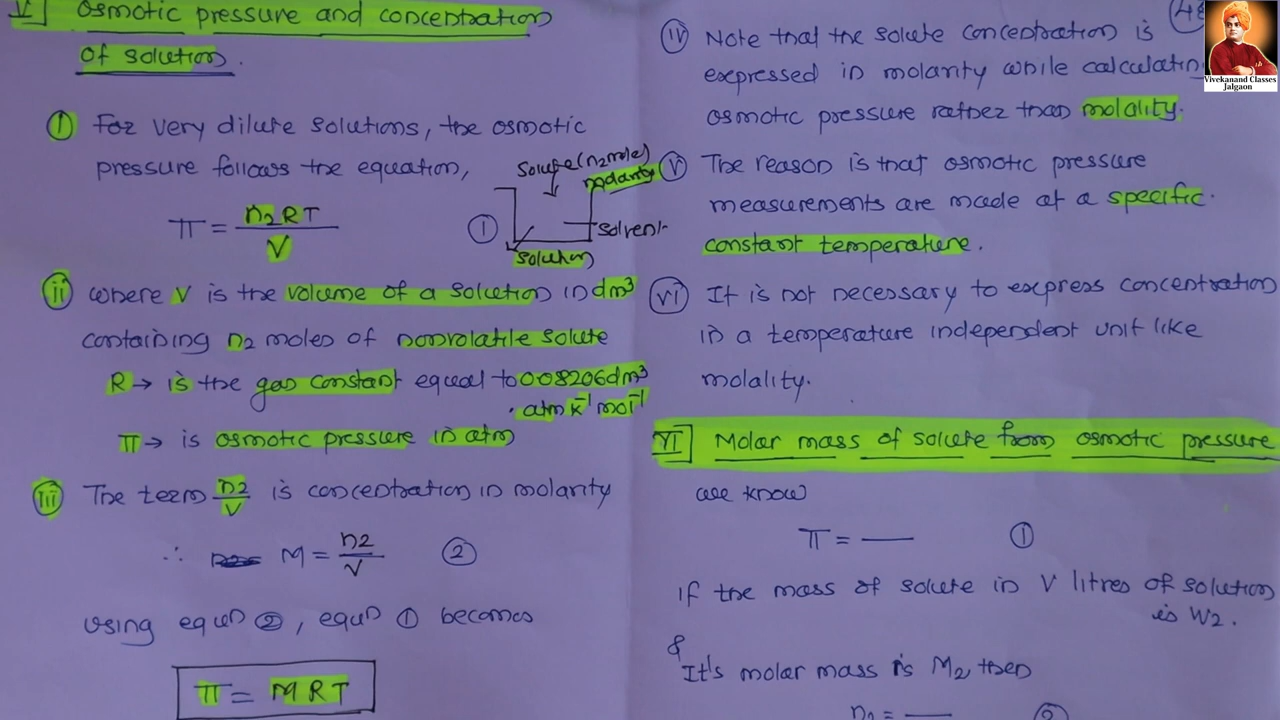 V] Osmotic pressure and concentration
of solution.
i) For very dilute solutions, the osmotic
pressure follows the equation,
Solute (n2 mole)
molarity
π = n2RT / V
①
Solvent
Solution
ii) where V is the volume of a solution in dm³
containing n2 moles of nonvolatile solute
R → is the gas constant equal to 0.08206 dm³
· atm K⁻¹ mol⁻¹
π → is osmotic pressure in atm
iii) The term n2/V is concentration in molarity
∴ M = n2/V ②
using equn ②, equn ① becomes
π = MRT
48
iv) Note that the solute concentration is
expressed in molarity while calculatin
osmotic pressure rather than molality.
v) The reason is that osmotic pressure
measurements are made at a specific
constant temperature.
vi) It is not necessary to express concentration
in a temperature independent unit like
molality.
VI] Molar mass of solute from osmotic pressure
we know
π = — ①
if the mass of solute in V litres of solution
is W2.
&
It's molar mass is M2 then
n2 = — ②
Vivekanand Classes
Jalgaon